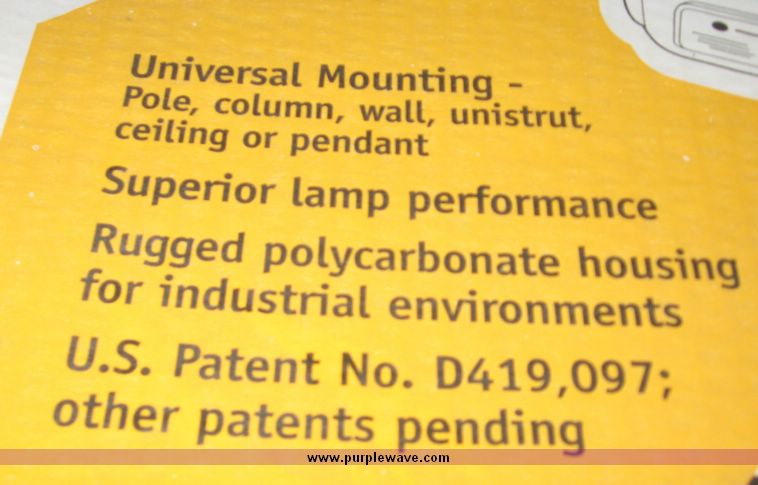 Universal Mounting -
Pole, column, wall, unistrut,
ceiling or pendant
Superior lamp performance
Rugged polycarbonate housing
for industrial environments
U.S. Patent No. D419,097;
other patents pending
www.purplewave.com